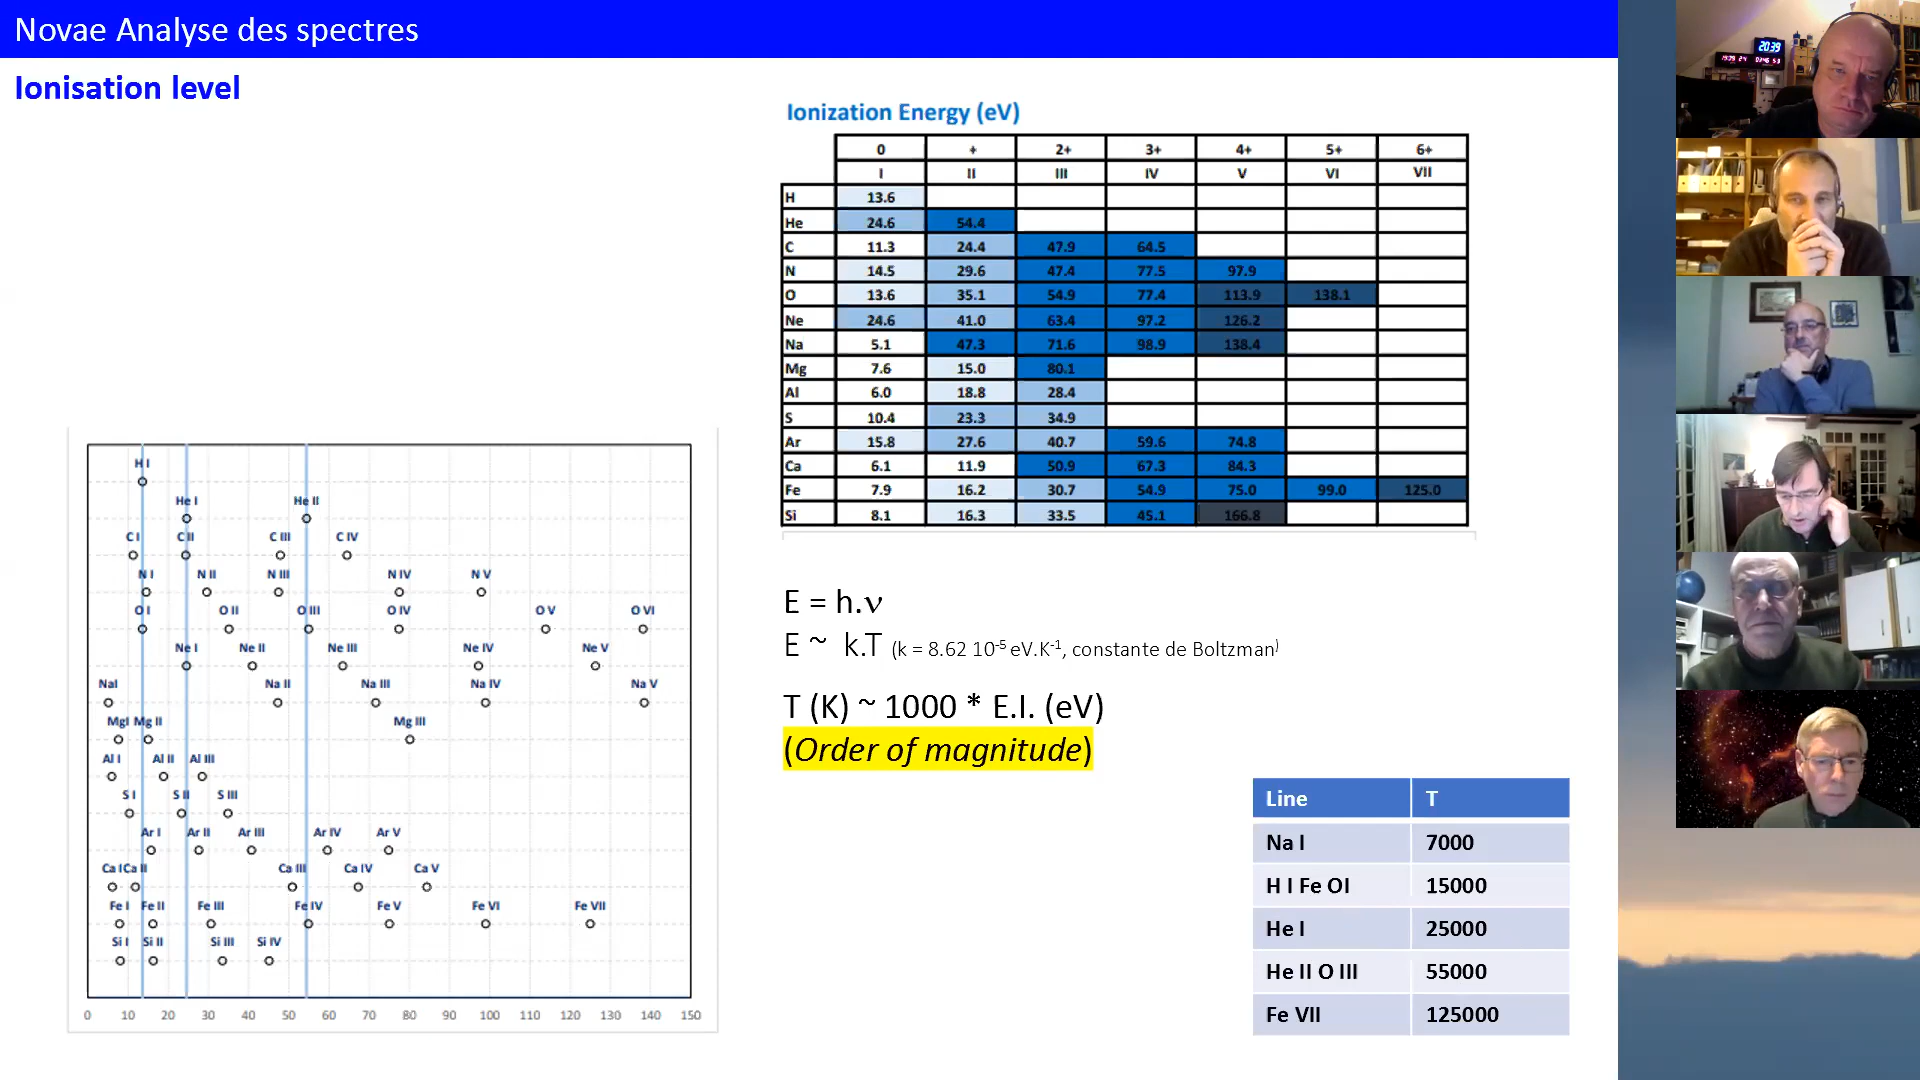 Novae Analyse des spectres
Ionisation level
Ionization Energy (eV)
0 + 2+ 3+ 4+ 5+ 6+
I II III IV V VI VII
H 13.6
He 24.6 54.4
C 11.3 24.4 47.9 64.5
N 14.5 29.6 47.4 77.5 97.9
O 13.6 35.1 54.9 77.4 113.9 138.1
Ne 24.6 41.0 63.4 97.2 126.2
Na 5.1 47.3 71.6 98.9 138.4
Mg 7.6 15.0 80.1
Al 6.0 18.8 28.4
S 10.4 23.3 34.9
Ar 15.8 27.6 40.7 59.6 74.8
Ca 6.1 11.9 50.9 67.3 84.3
Fe 7.9 16.2 30.7 54.9 75.0 99.0 125.0
Si 8.1 16.3 33.5 45.1 166.8
H I
He I He II
C I C II C III C IV
N I N II N III N IV N V
O I O II O III O IV O V O VI
Ne I Ne II Ne III Ne IV Ne V
NaI Na II Na III Na IV Na V
MgI Mg II Mg III
Al I Al II Al III
S I S II S III
Ar I Ar II Ar III Ar IV Ar V
Ca I Ca II Ca III Ca IV Ca V
Fe I Fe II Fe III Fe IV Fe V Fe VI Fe VII
Si I Si II Si III Si IV
0 10 20 30 40 50 60 70 80 90 100 110 120 130 140 150
E = h.ν
E ~ k.T (k = 8.62 10⁻⁵ eV.K⁻¹, constante de Boltzman)
T (K) ~ 1000 * E.I. (eV)
(Order of magnitude)
Line T
Na I 7000
H I Fe OI 15000
He I 25000
He II O III 55000
Fe VII 125000
20:39